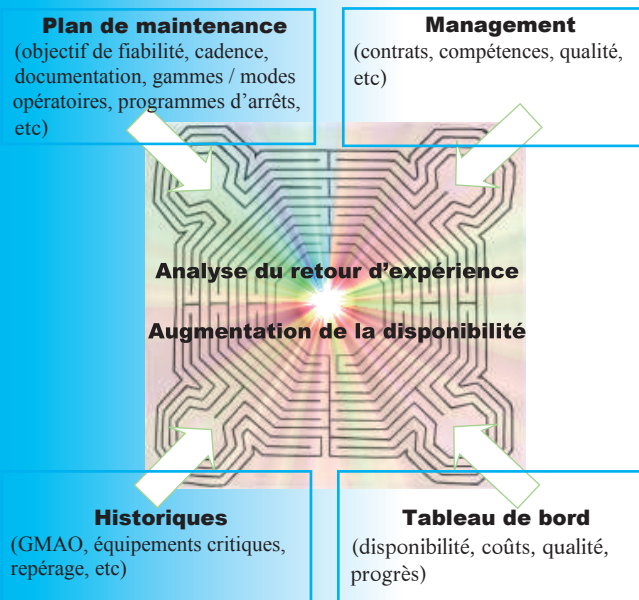 Plan de maintenance
(objectif de fiabilité, cadence,
documentation, gammes / modes
opératoires, programmes d'arrêts,
etc)
Management
(contrats, compétences, qualité,
etc)
Analyse du retour d'expérience
Augmentation de la disponibilité
Historiques
(GMAO, équipements critiques,
repérage, etc)
Tableau de bord
(disponibilité, coûts, qualité,
progrès)